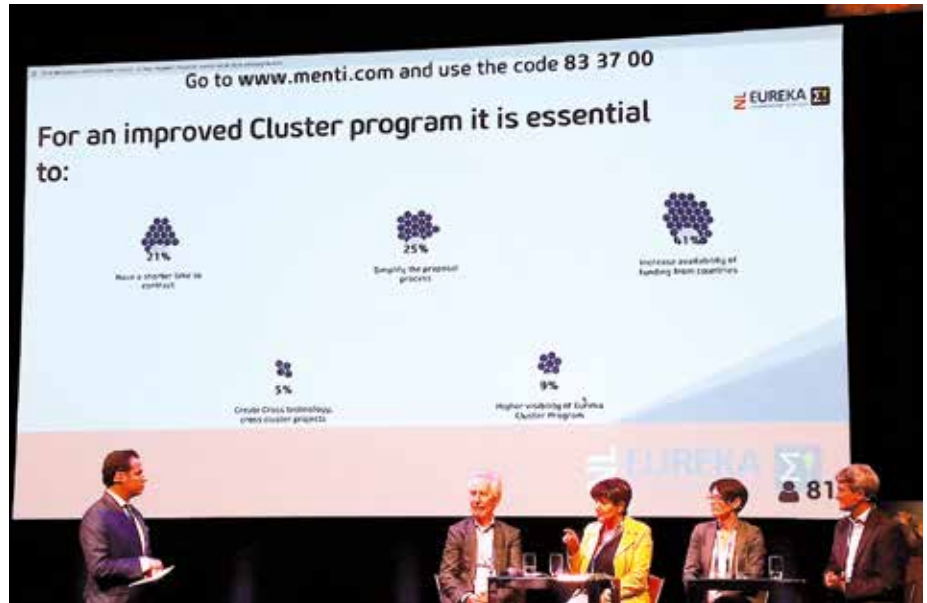 Go to www.menti.com and use the code 83 37 00
NL EUREKA
For an improved Cluster program it is essential
to:
21%
Have a shorter time to
contract
25%
Simplify the proposal
process
41%
Increase availability of
funding from countries
5%
Create Cross technology,
cross cluster projects
9%
Higher visibility of Eureka
Cluster Program
NL EUREKA
81